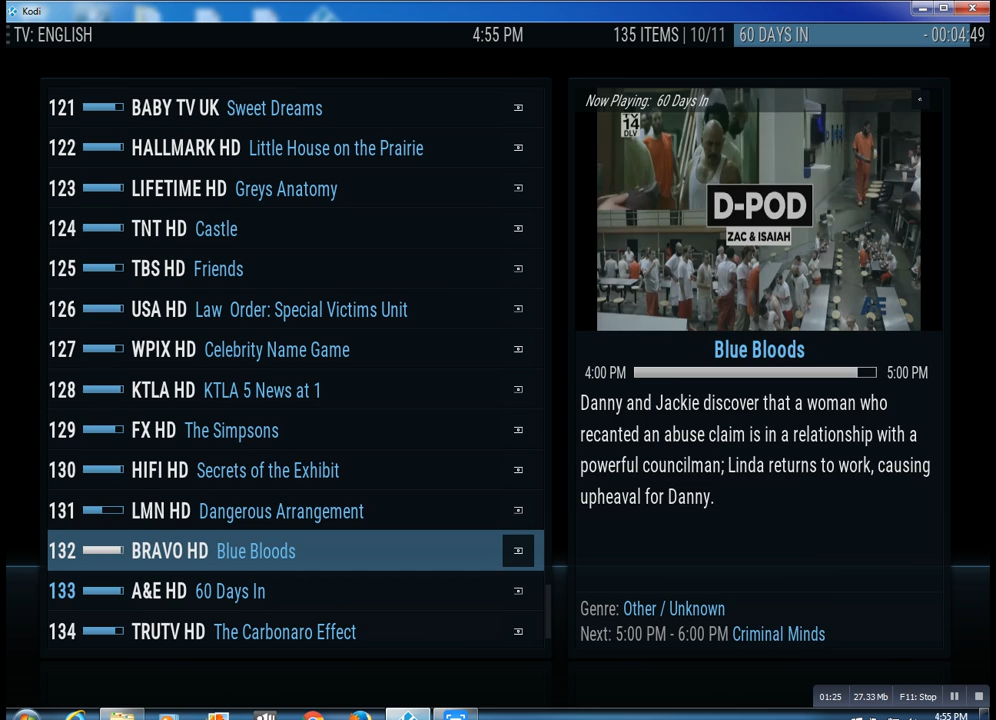 Kodi
TV: ENGLISH 4:55 PM 135 ITEMS | 10/11 60 DAYS IN - 00:04:49
121 BABY TV UK Sweet Dreams
122 HALLMARK HD Little House on the Prairie
123 LIFETIME HD Greys Anatomy
124 TNT HD Castle
125 TBS HD Friends
126 USA HD Law Order: Special Victims Unit
127 WPIX HD Celebrity Name Game
128 KTLA HD KTLA 5 News at 1
129 FX HD The Simpsons
130 HIFI HD Secrets of the Exhibit
131 LMN HD Dangerous Arrangement
132 BRAVO HD Blue Bloods
133 A&E HD 60 Days In
134 TRUTV HD The Carbonaro Effect
Now Playing: 60 Days In
TV
14
DLV
D-POD
ZAC & ISAIAH
A&E
Blue Bloods
4:00 PM 5:00 PM
Danny and Jackie discover that a woman who
recanted an abuse claim is in a relationship with a
powerful councilman; Linda returns to work, causing
upheaval for Danny.
Genre: Other / Unknown
Next: 5:00 PM - 6:00 PM Criminal Minds
01:25 27.33 Mb F11: Stop
4:55 PM